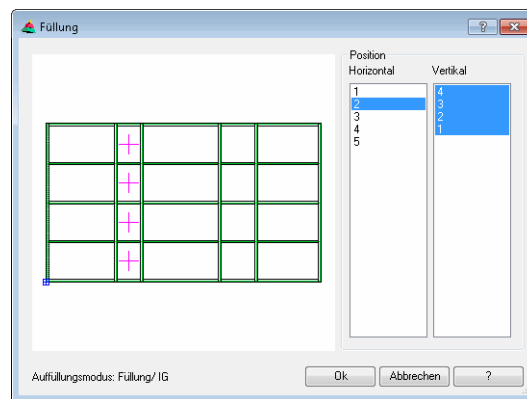 Füllung
?
Position
Horizontal Vertikal
1 4
2 3
3 2
4 1
5
Auffüllungsmodus: Füllung/ IG
Ok Abbrechen ?